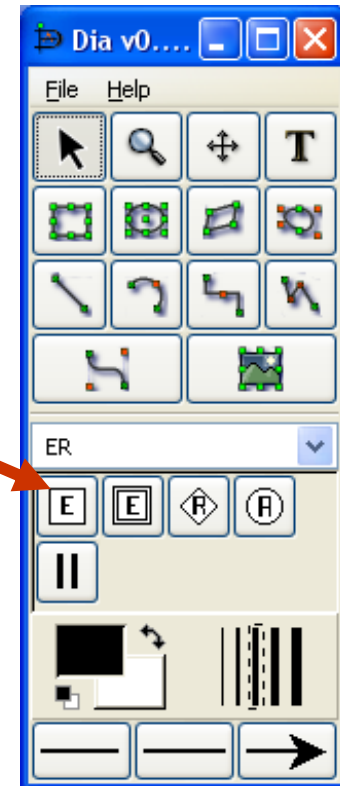 Dia v0....
File Help
T
ER
E E R A